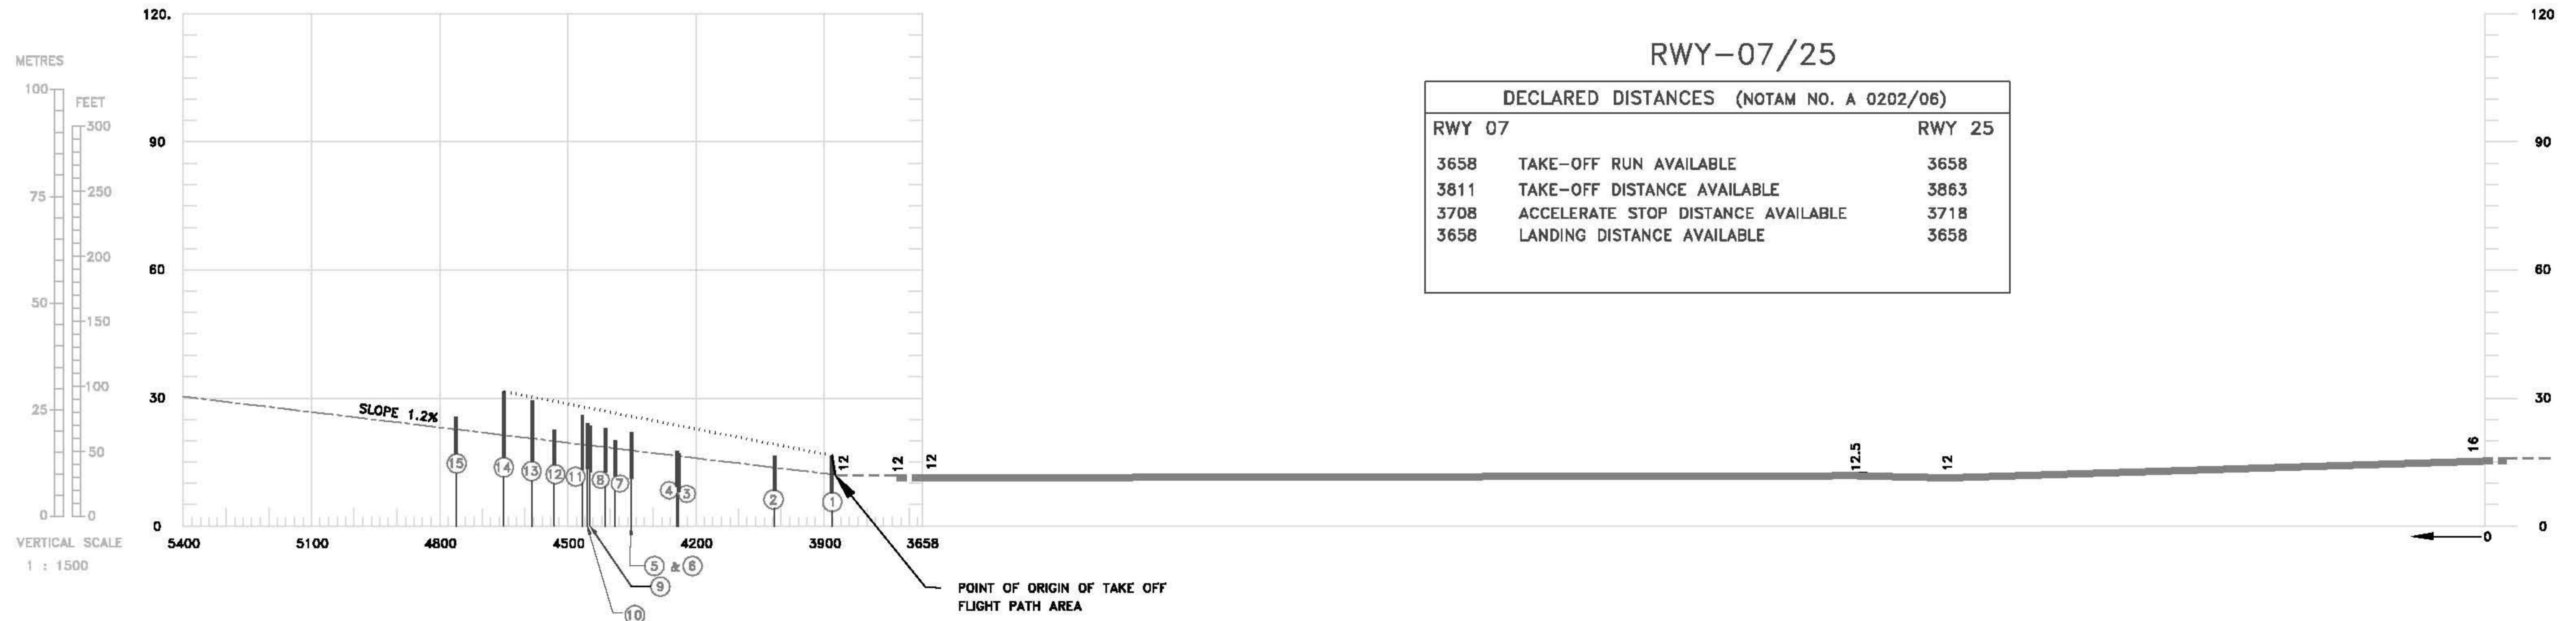 RWY-07/25
DECLARED DISTANCES (NOTAM NO. A 0202/06)
RWY 07 RWY 25
3658 TAKE-OFF RUN AVAILABLE 3658
3811 TAKE-OFF DISTANCE AVAILABLE 3863
3708 ACCELERATE STOP DISTANCE AVAILABLE 3718
3658 LANDING DISTANCE AVAILABLE 3658
METRES
100
75
50
25
0
FEET
300
250
200
150
100
50
0
VERTICAL SCALE
1 : 1500
120.
90
60
30
0
5400 5100 4800 4500 4200 3900 3658
SLOPE 1.2%
15 14 13 12 11 8 7 4 3 2 1
5 & 6
9
10
12 12 12
POINT OF ORIGIN OF TAKE OFF
FLIGHT PATH AREA
12.5 12 16
120
90
60
30
0
0